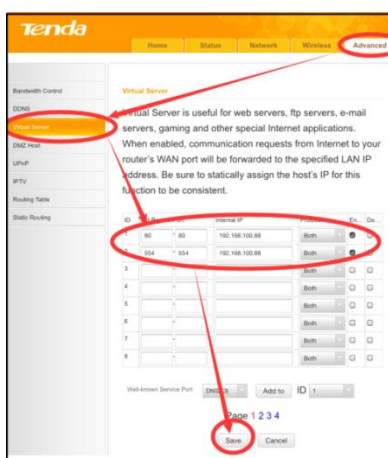 Tenda
Home Status Network Wireless Advanced
Bandwidth Control
DDNS
Virtual Server
DMZ Host
UPnP
IPTV
Routing Table
Static Routing
Virtual Server
Virtual Server is useful for web servers, ftp servers, e-mail
servers, gaming and other special Internet applications.
When enabled, communication requests from Internet to your
router's WAN port will be forwarded to the specified LAN IP
address. Be sure to statically assign the host's IP for this
function to be consistent.
ID Internal IP En... De...
1 80 - 80 192.168.100.88 Both
2 554 - 554 192.168.100.88 Both
3 - Both
4 - Both
5 - Both
6 - Both
7 - Both
8 - Both
Well-known Service Port Add to ID 1
Page 1 2 3 4
Save Cancel